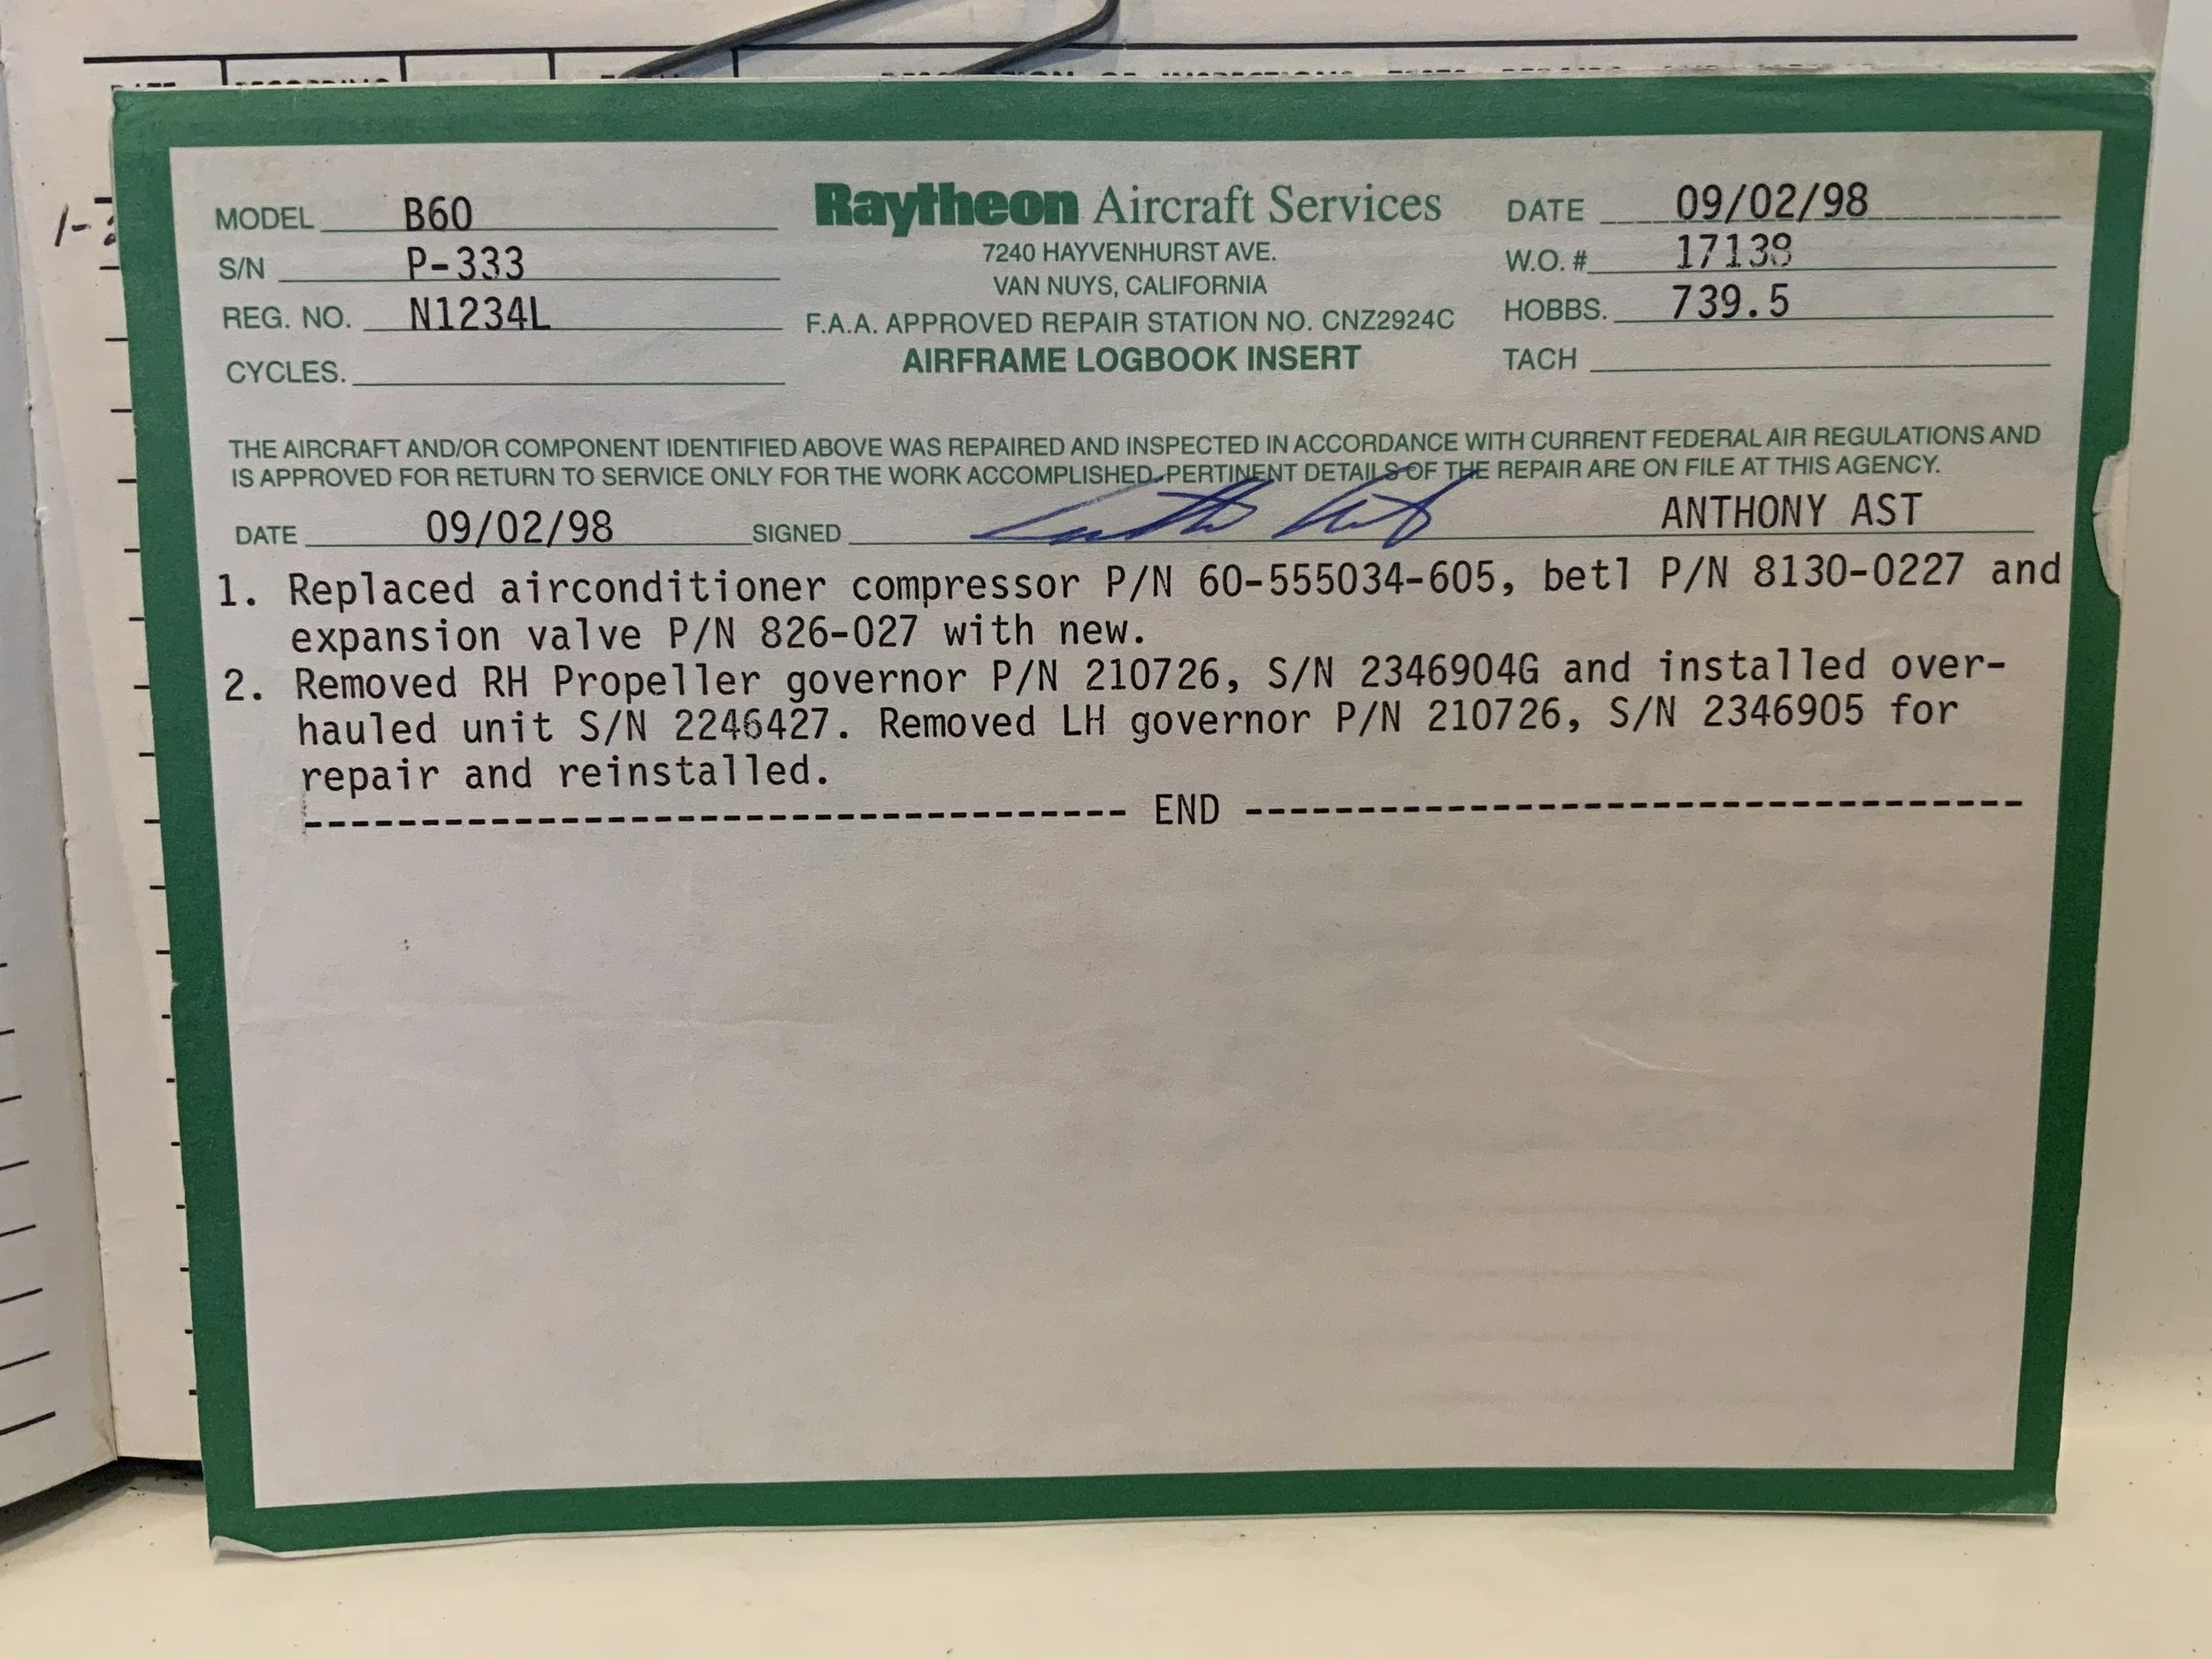 MODEL B60
S/N P-333
REG. NO. N1234L
CYCLES.
Raytheon Aircraft Services
7240 HAYVENHURST AVE.
VAN NUYS, CALIFORNIA
F.A.A. APPROVED REPAIR STATION NO. CNZ2924C
AIRFRAME LOGBOOK INSERT
DATE 09/02/98
W.O. # 17138
HOBBS. 739.5
TACH
THE AIRCRAFT AND/OR COMPONENT IDENTIFIED ABOVE WAS REPAIRED AND INSPECTED IN ACCORDANCE WITH CURRENT FEDERAL AIR REGULATIONS AND
IS APPROVED FOR RETURN TO SERVICE ONLY FOR THE WORK ACCOMPLISHED. PERTINENT DETAILS OF THE REPAIR ARE ON FILE AT THIS AGENCY.
DATE 09/02/98 SIGNED ANTHONY AST
1. Replaced airconditioner compressor P/N 60-555034-605, betl P/N 8130-0227 and
expansion valve P/N 826-027 with new.
2. Removed RH Propeller governor P/N 210726, S/N 2346904G and installed over-
hauled unit S/N 2246427. Removed LH governor P/N 210726, S/N 2346905 for
repair and reinstalled.
----------------------------------- END ---------------------------------